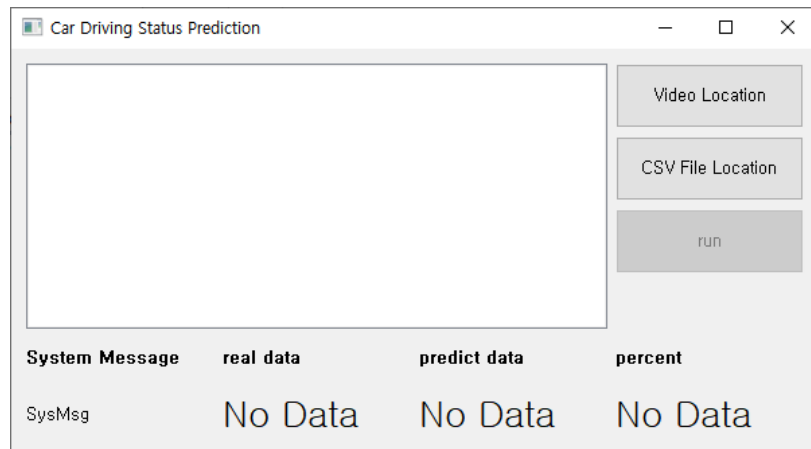 Car Driving Status Prediction
Video Location
CSV File Location
run
System Message real data predict data percent
SysMsg No Data No Data No Data